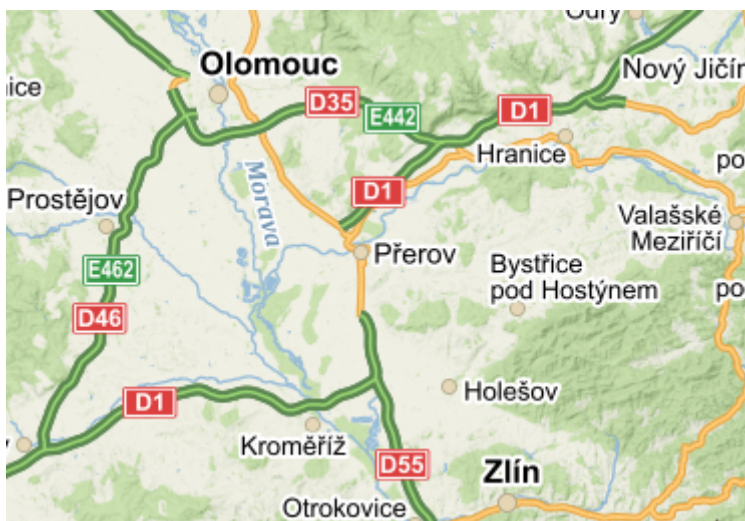 Odry
Olomouc
Nový Jičín
nice
D35
E442
D1
Hranice
Morava
D1
po
Prostějov
Valašské
Meziříčí
Přerov
Bystřice
pod Hostýnem
E462
po
D46
D1
Holešov
Kroměříž
D55
Zlín
Otrokovice